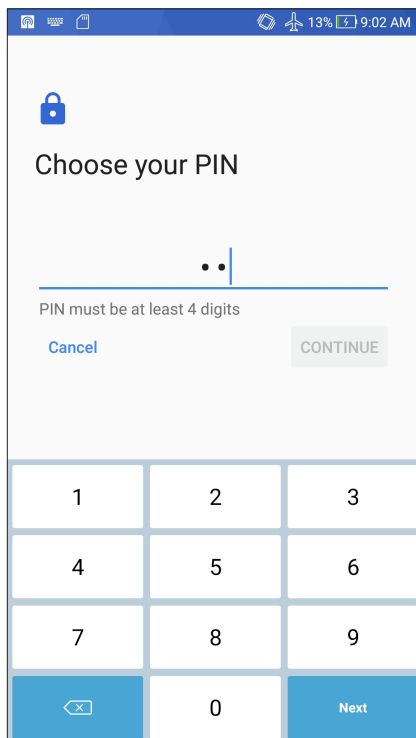 13% 9:02 AM
Choose your PIN
PIN must be at least 4 digits
Cancel CONTINUE
1 2 3
4 5 6
7 8 9
0 Next